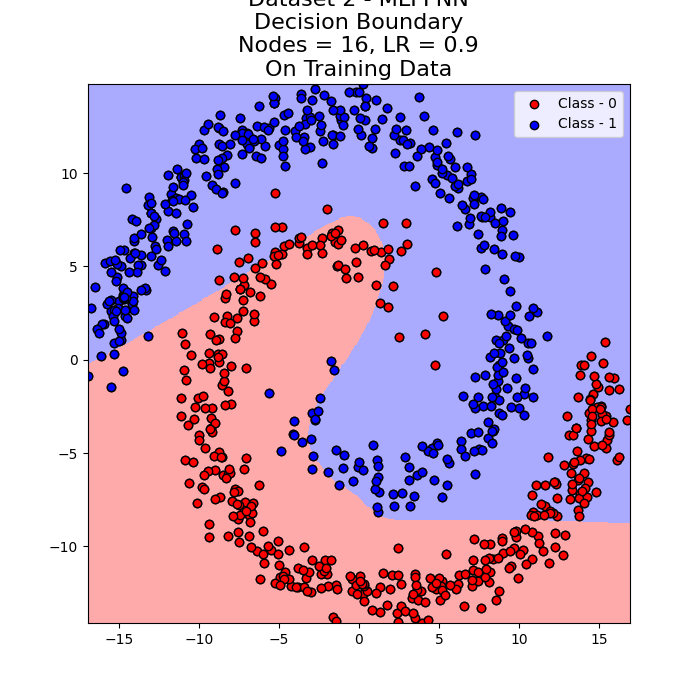 Dataset 2 - MLFFNN
Decision Boundary
Nodes = 16, LR = 0.9
On Training Data
Class - 0
Class - 1
10
5
0
−5
−10
−15
−10
−5
0
5
10
15